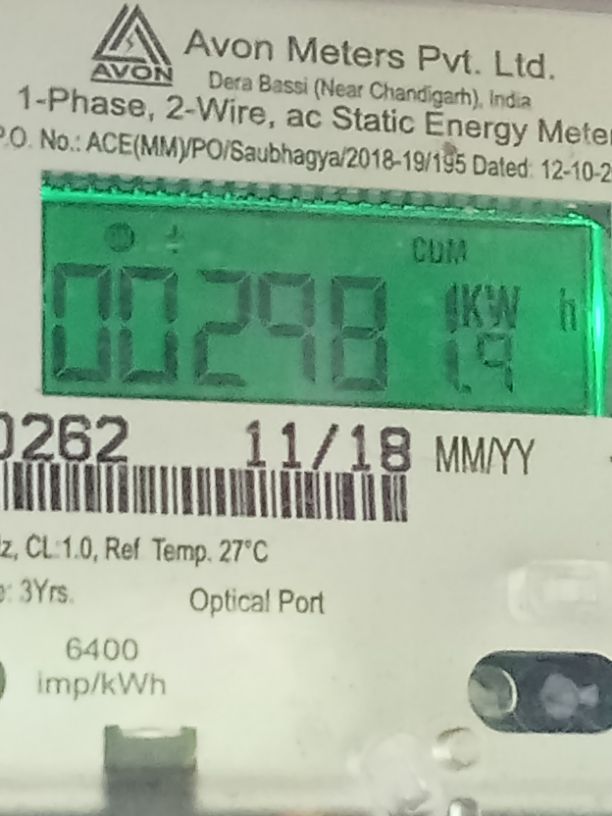 AVON
Avon Meters Pvt. Ltd.
Dera Bassi (Near Chandigarh), India
1-Phase, 2-Wire, ac Static Energy Mete
P.O. No.: ACE(MM)/PO/Saubhagya/2018-19/195 Dated: 12-10-2
CUM
00298
KW h
0262 11/18 MM/YY
z, CL:1.0, Ref Temp. 27°C
: 3Yrs.
Optical Port
6400
imp/kWh